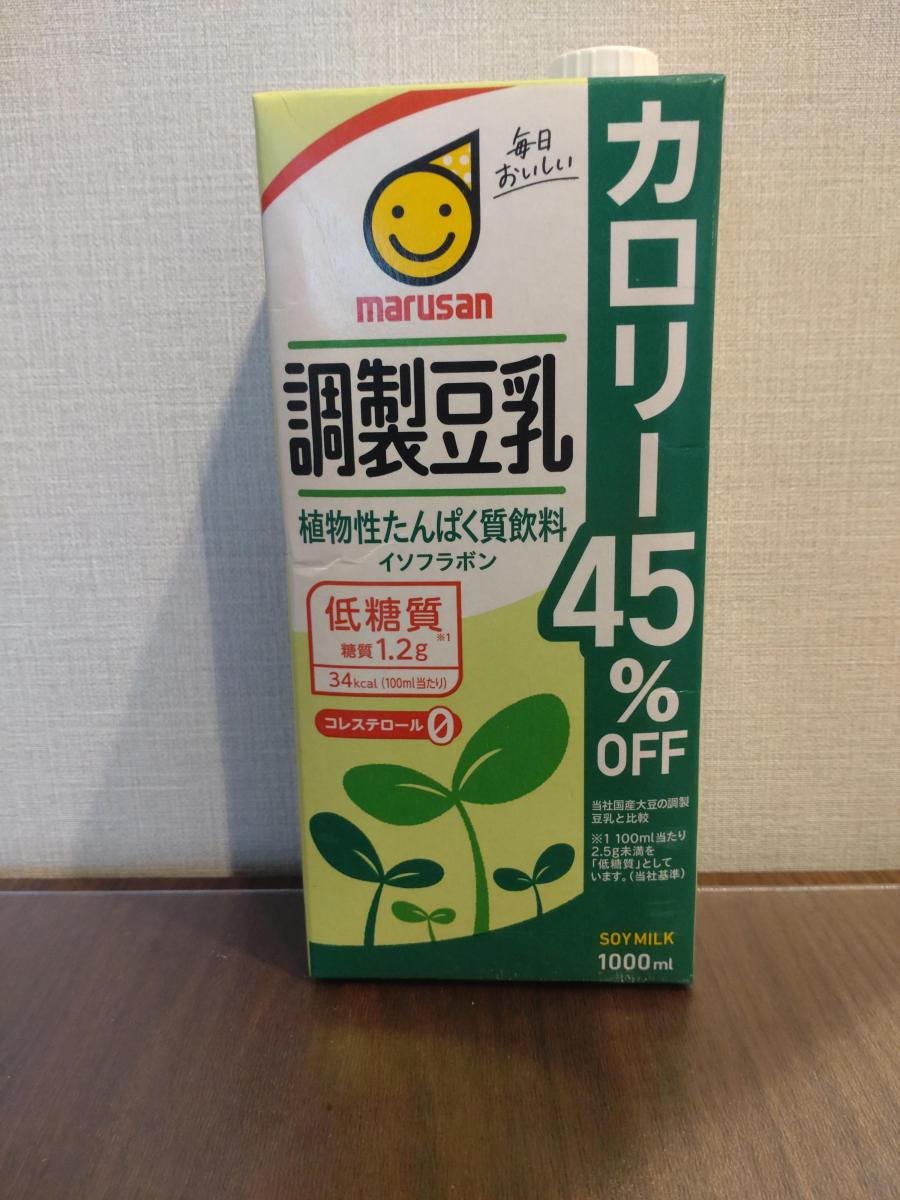 毎日
おいしい
marusan
調製豆乳
植物性たんぱく質飲料
イソフラボン
低糖質
糖質1.2g※1
34kcal (100ml当たり)
コレステロール0
カロリー
45
%
OFF
当社国産大豆の調製
豆乳と比較
※1 100ml当たり
2.5g未満を
「低糖質」として
います。(当社基準)
SOY MILK
1000ml